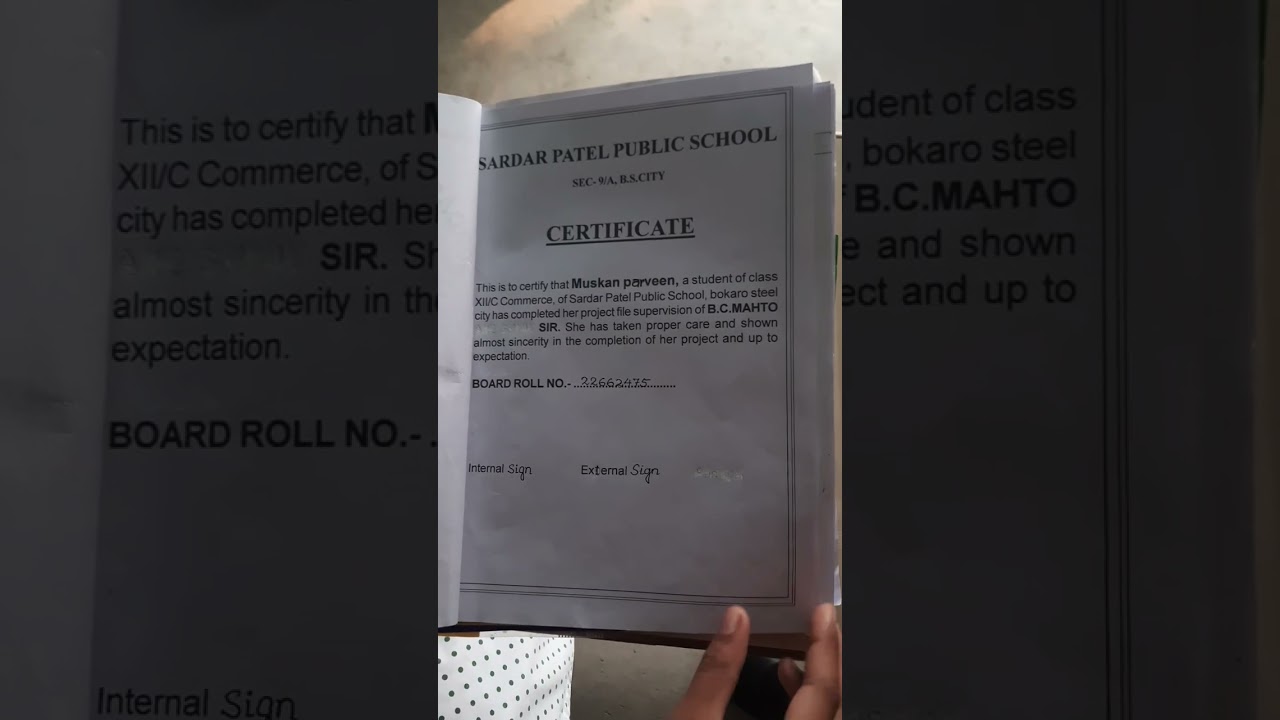 SARDAR PATEL PUBLIC SCHOOL
SEC- 9/A, B.S.CITY
CERTIFICATE
This is to certify that Muskan parveen, a student of class
XII/C Commerce, of Sardar Patel Public School, bokaro steel
city has completed her project file supervision of B.C.MAHTO
SIR. She has taken proper care and shown
almost sincerity in the completion of her project and up to
expectation.
BOARD ROLL NO.- ..22662475.........
Internal Sign External Sign